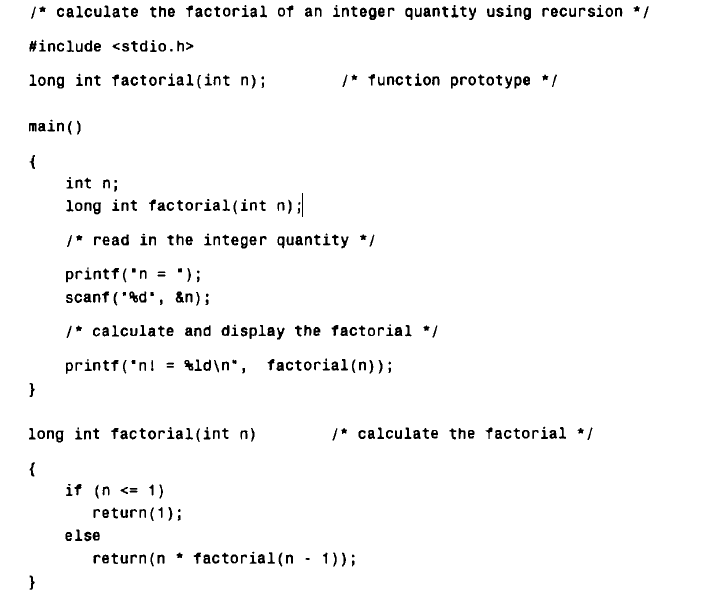 /* calculate the factorial of an integer quantity using recursion */
#include <stdio.h>
long int factorial(int n);        /* function prototype */
main()
{
    int n;
    long int factorial(int n);
    /* read in the integer quantity */
    printf("n = ");
    scanf("%d", &n);
    /* calculate and display the factorial */
    printf("n! = %ld\n",  factorial(n));
}
long int factorial(int n)        /* calculate the factorial */
{
    if (n <= 1)
       return(1);
    else
       return(n * factorial(n - 1));
}